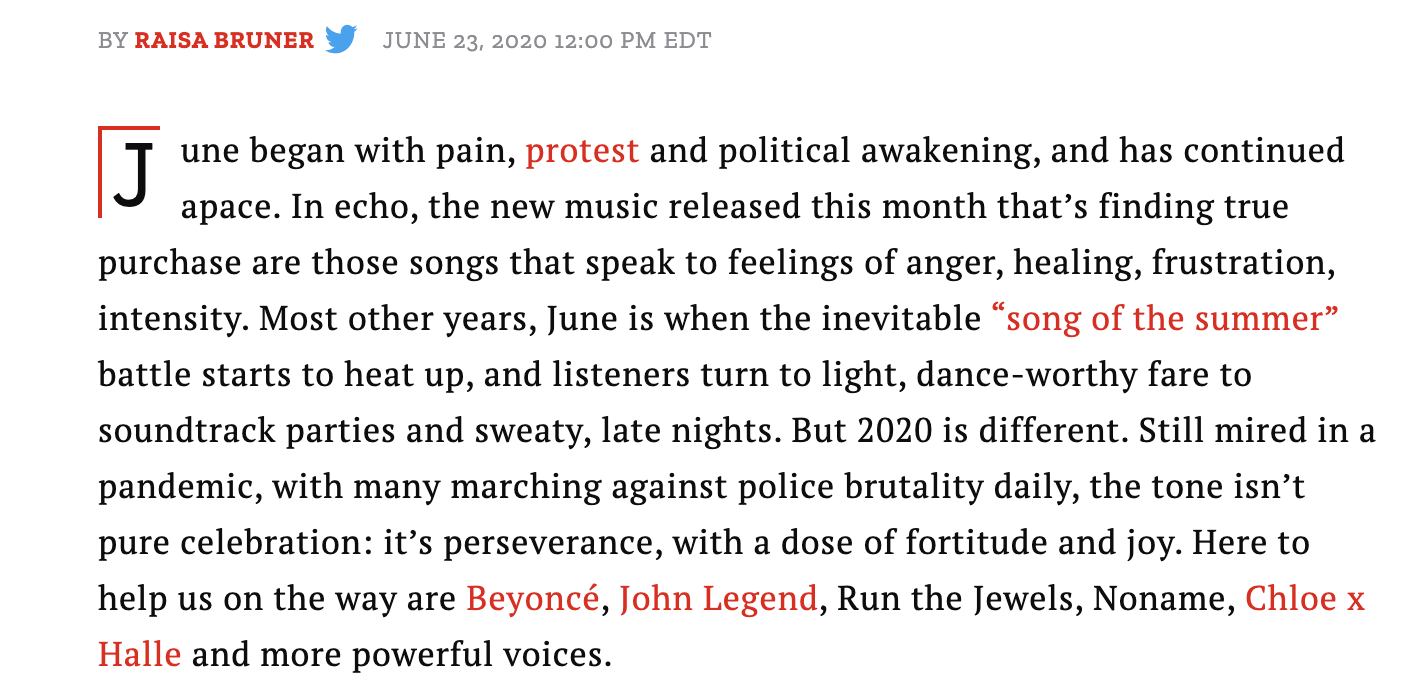 BY RAISA BRUNER JUNE 23, 2020 12:00 PM EDT
June began with pain, protest and political awakening, and has continued
apace. In echo, the new music released this month that’s finding true
purchase are those songs that speak to feelings of anger, healing, frustration,
intensity. Most other years, June is when the inevitable “song of the summer”
battle starts to heat up, and listeners turn to light, dance-worthy fare to
soundtrack parties and sweaty, late nights. But 2020 is different. Still mired in a
pandemic, with many marching against police brutality daily, the tone isn’t
pure celebration: it’s perseverance, with a dose of fortitude and joy. Here to
help us on the way are Beyoncé, John Legend, Run the Jewels, Noname, Chloe x
Halle and more powerful voices.